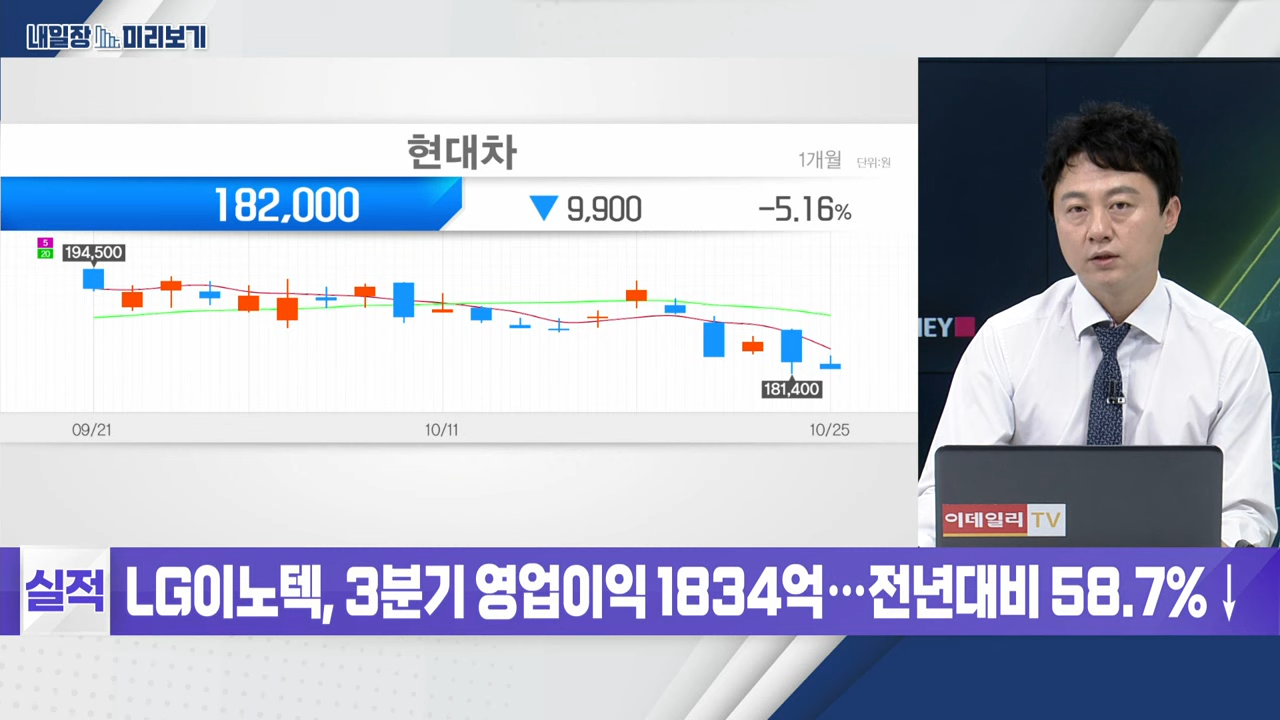 내일장 미리보기
현대차
1개월 단위:원
182,000 ▼ 9,900 -5.16%
5
20
194,500
181,400
09/21 10/11 10/25
NEY
이데일리 TV
실적 LG이노텍, 3분기 영업이익 1834억…전년대비 58.7%↓